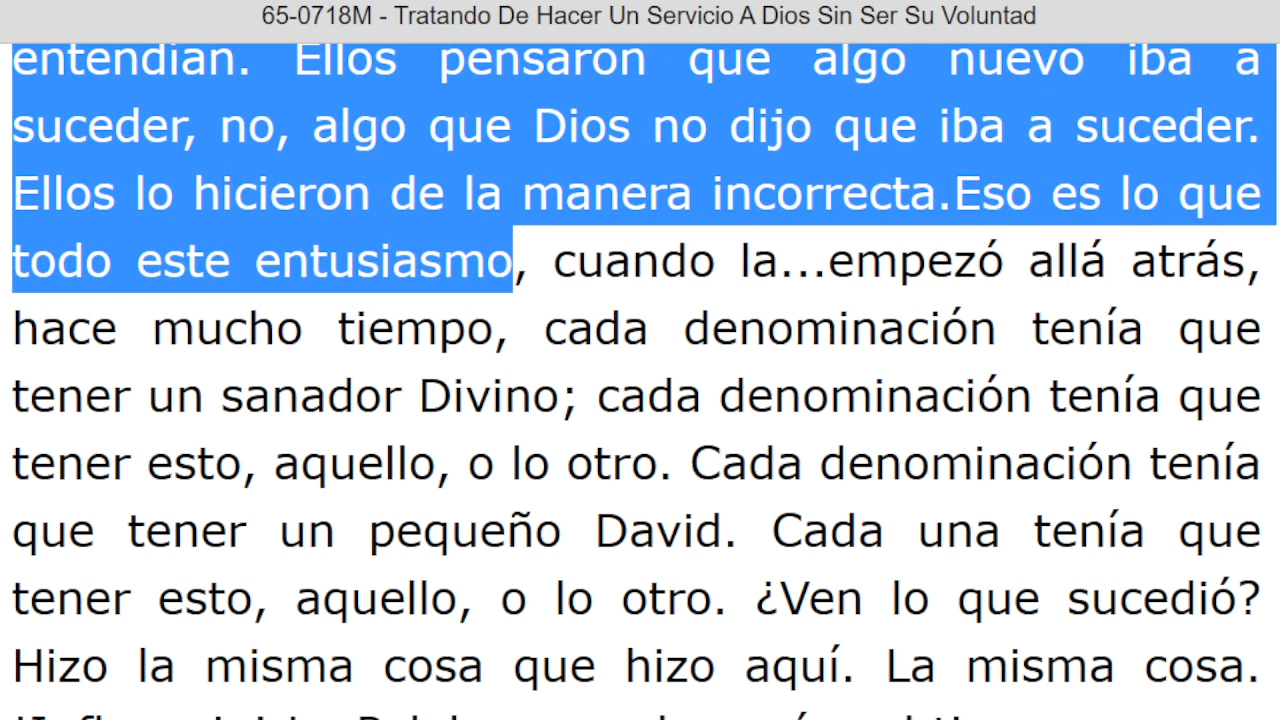 65-0718M - Tratando De Hacer Un Servicio A Dios Sin Ser Su Voluntad
entendían. Ellos pensaron que algo nuevo iba a
suceder, no, algo que Dios no dijo que iba a suceder.
Ellos lo hicieron de la manera incorrecta.Eso es lo que
todo este entusiasmo, cuando la...empezó allá atrás,
hace mucho tiempo, cada denominación tenía que
tener un sanador Divino; cada denominación tenía que
tener esto, aquello, o lo otro. Cada denominación tenía
que tener un pequeño David. Cada una tenía que
tener esto, aquello, o lo otro. ¿Ven lo que sucedió?
Hizo la misma cosa que hizo aquí. La misma cosa.